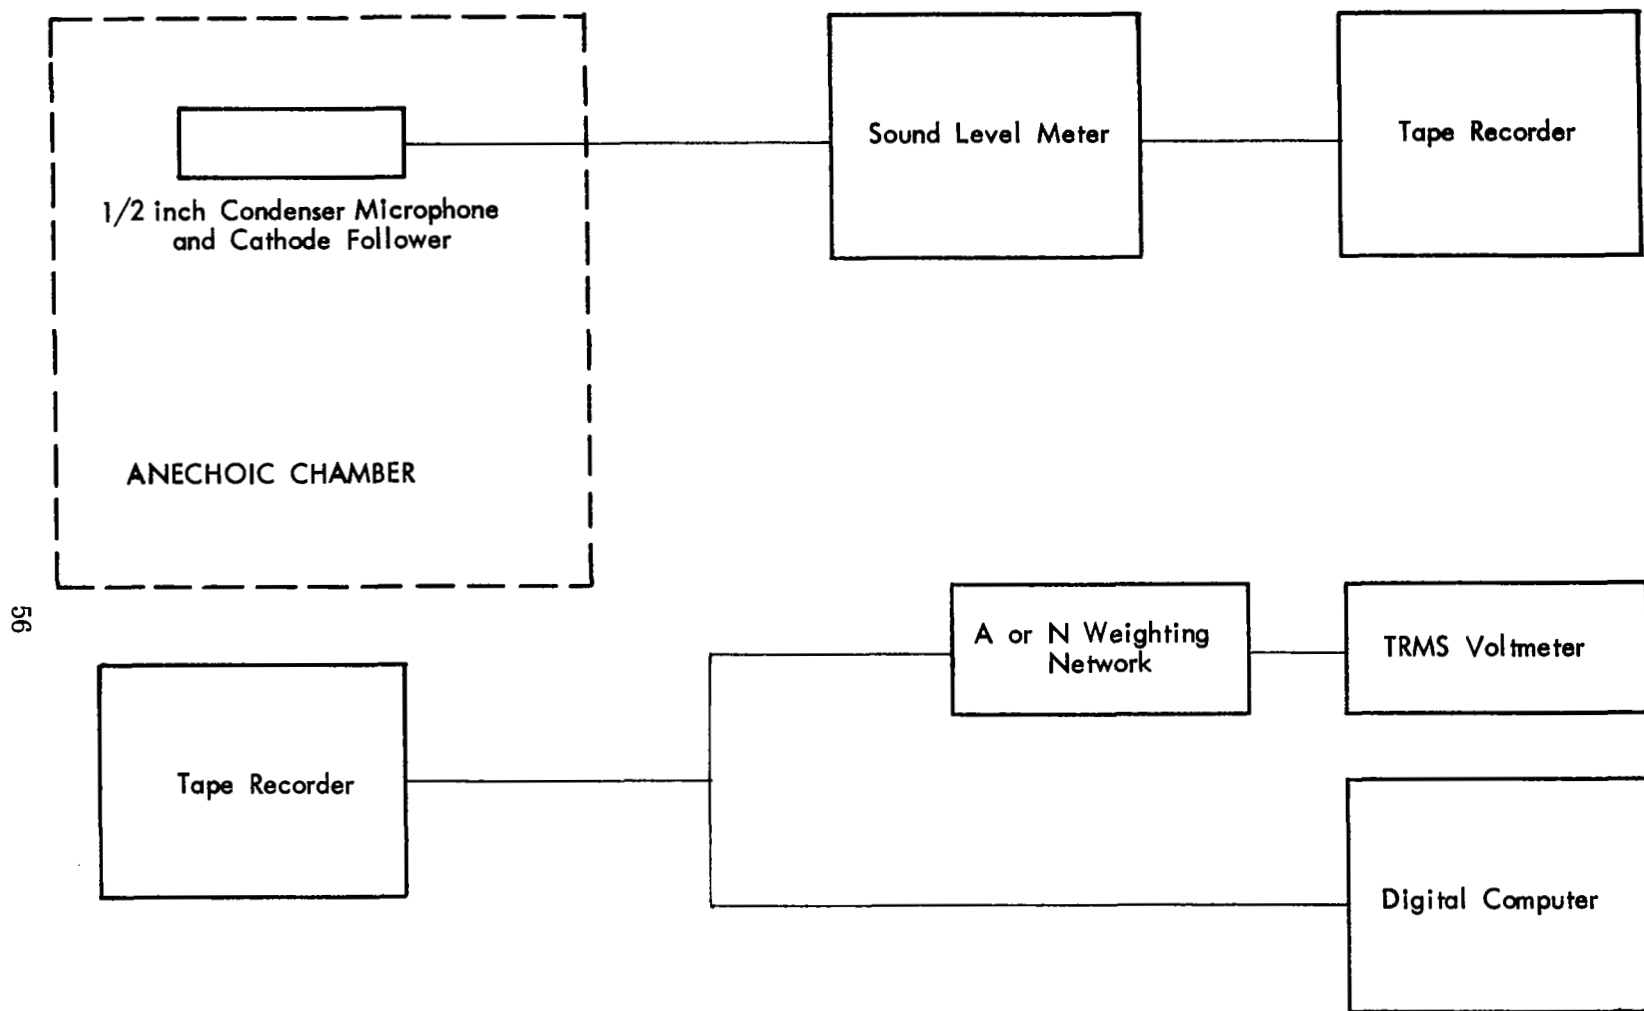 1/2 inch Condenser Microphone
and Cathode Follower
Sound Level Meter
Tape Recorder
ANECHOIC CHAMBER
56
Tape Recorder
A or N Weighting
Network
TRMS Voltmeter
Digital Computer